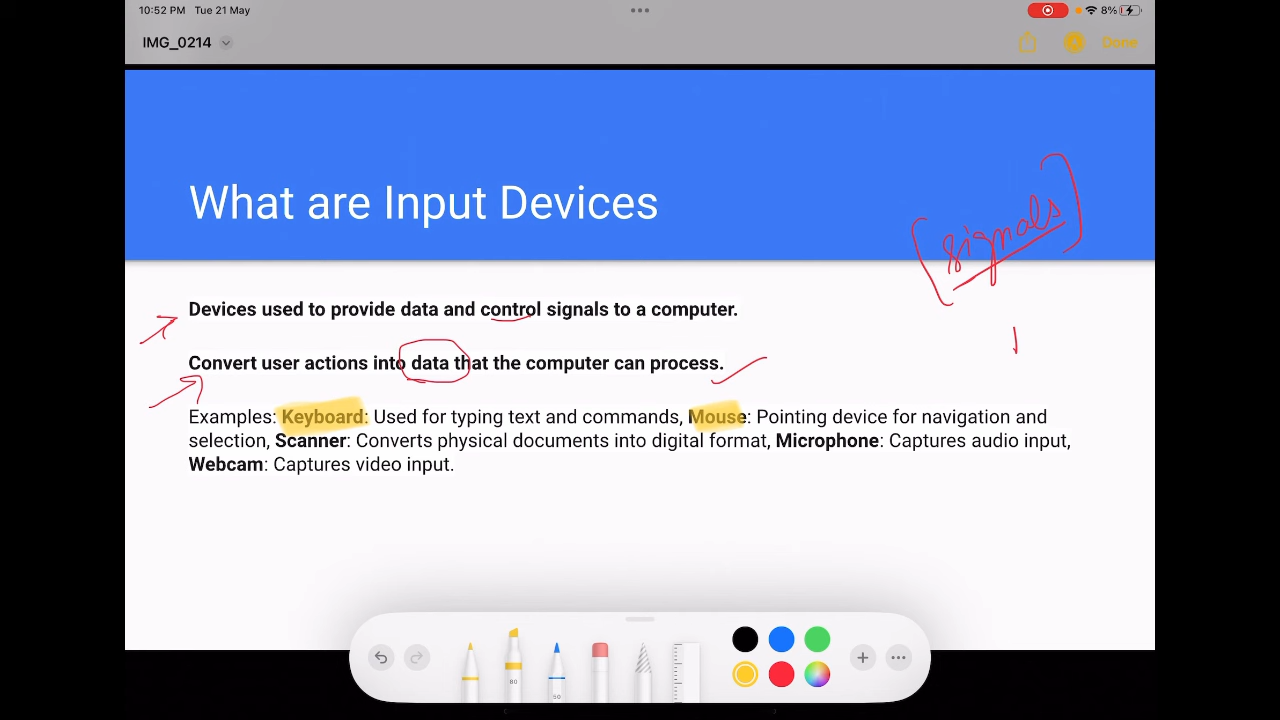 10:52 PM Tue 21 May
8%
IMG_0214
Done
What are Input Devices
signals
Devices used to provide data and control signals to a computer.
Convert user actions into data that the computer can process.
Examples: Keyboard: Used for typing text and commands, Mouse: Pointing device for navigation and
selection, Scanner: Converts physical documents into digital format, Microphone: Captures audio input,
Webcam: Captures video input.
80
50